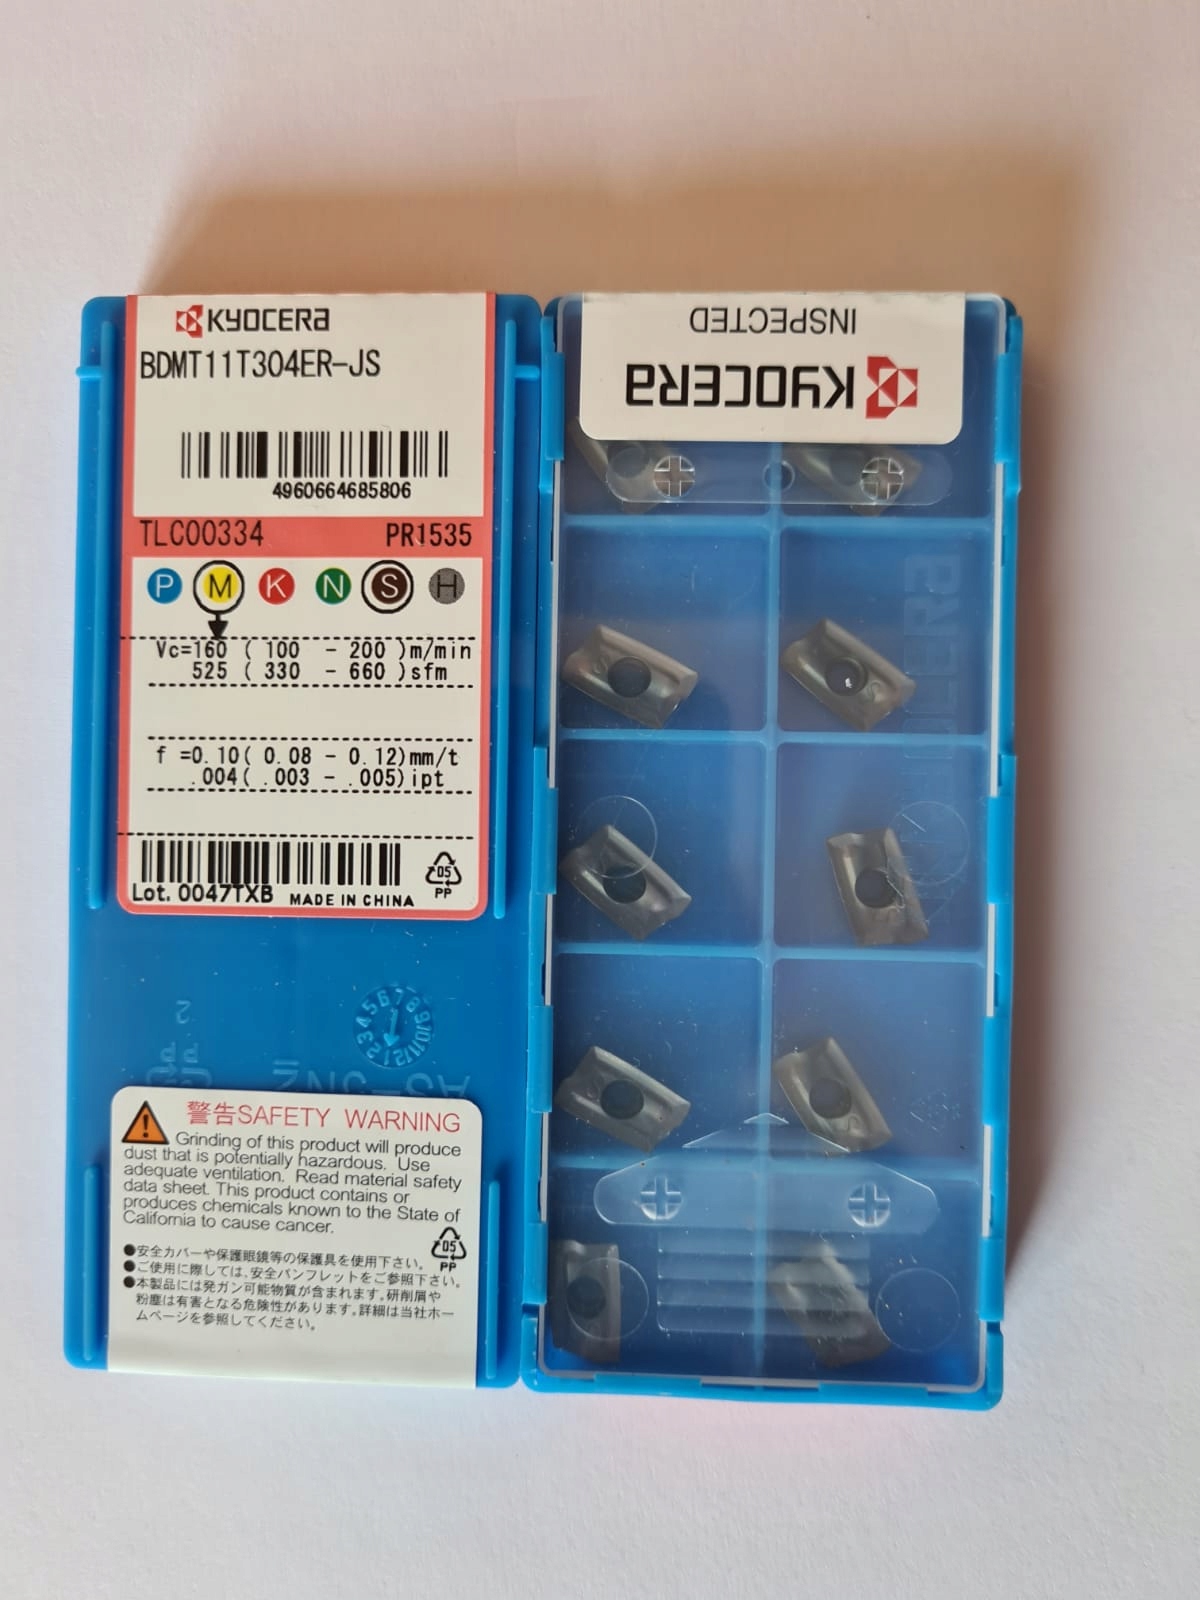 KYOCERA
BDMT11T304ER-JS
4960664685806
TLC00334 PR1535
P M K N S H
Vc=160 ( 100 - 200 )m/min
525 ( 330 - 660 )sfm
f =0.10( 0.08 - 0.12)mm/t
.004( .003 - .005)ipt
05
PP
Lot. 0047TXB MADE IN CHINA
警告SAFETY WARNING
Grinding of this product will produce
dust that is potentially hazardous. Use
adequate ventilation. Read material safety
data sheet. This product contains or
produces chemicals known to the State of
California to cause cancer.
05
PP
●安全カバーや保護眼鏡等の保護具を使用下さい。
●ご使用に際しては、安全パンフレットをご参照下さい。
●本製品には発ガン可能物質が含まれます。研削屑や
粉塵は有害となる危険性があります。詳細は当社ホー
ムページを参照してください。
KYOCERA
INSPECTED
KYOCERA